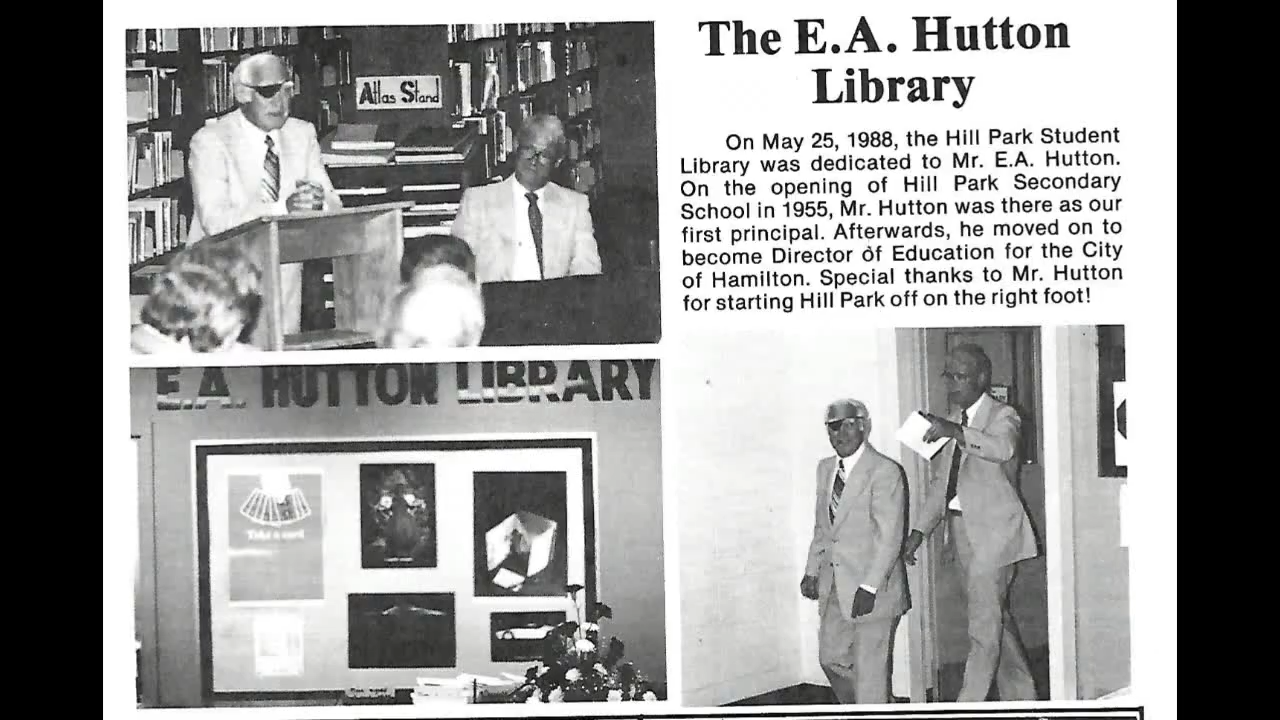 The E.A. Hutton
Library
On May 25, 1988, the Hill Park Student
Library was dedicated to Mr. E.A. Hutton.
On the opening of Hill Park Secondary
School in 1955, Mr. Hutton was there as our
first principal. Afterwards, he moved on to
become Director of Education for the City
of Hamilton. Special thanks to Mr. Hutton
for starting Hill Park off on the right foot!
Atlas Stand
E.A. HUTTON LIBRARY
Take a card